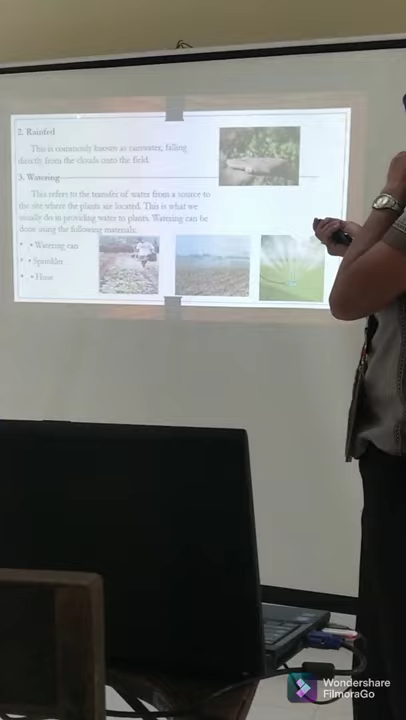 2. Rainfed
This is commonly known as rainwater, falling
directly from the clouds onto the field.
3. Watering
This refers to the transfer of water from a source to
the site where the plants are located. This is what we
usually do in providing water to plants. Watering can be
done using the following materials:
• • Watering can
• • Sprinkler
• • Hose
Wondershare
FilmoraGo